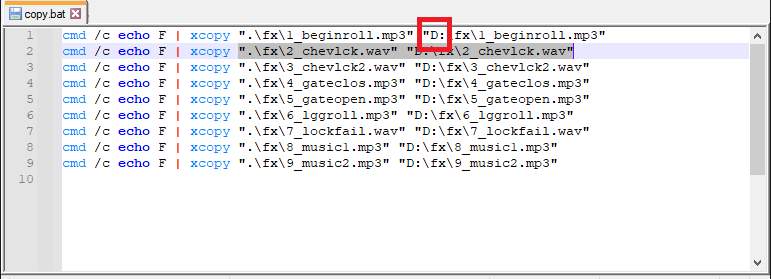 copy.bat
1 cmd /c echo F | xcopy ".\fx\1_beginroll.mp3" "D:\fx\1_beginroll.mp3"
2 cmd /c echo F | xcopy ".\fx\2_chevlck.wav" "D:\fx\2_chevlck.wav"
3 cmd /c echo F | xcopy ".\fx\3_chevlck2.wav" "D:\fx\3_chevlck2.wav"
4 cmd /c echo F | xcopy ".\fx\4_gateclos.mp3" "D:\fx\4_gateclos.mp3"
5 cmd /c echo F | xcopy ".\fx\5_gateopen.mp3" "D:\fx\5_gateopen.mp3"
6 cmd /c echo F | xcopy ".\fx\6_lggroll.mp3" "D:\fx\6_lggroll.mp3"
7 cmd /c echo F | xcopy ".\fx\7_lockfail.wav" "D:\fx\7_lockfail.wav"
8 cmd /c echo F | xcopy ".\fx\8_music1.mp3" "D:\fx\8_music1.mp3"
9 cmd /c echo F | xcopy ".\fx\9_music2.mp3" "D:\fx\9_music2.mp3"
10